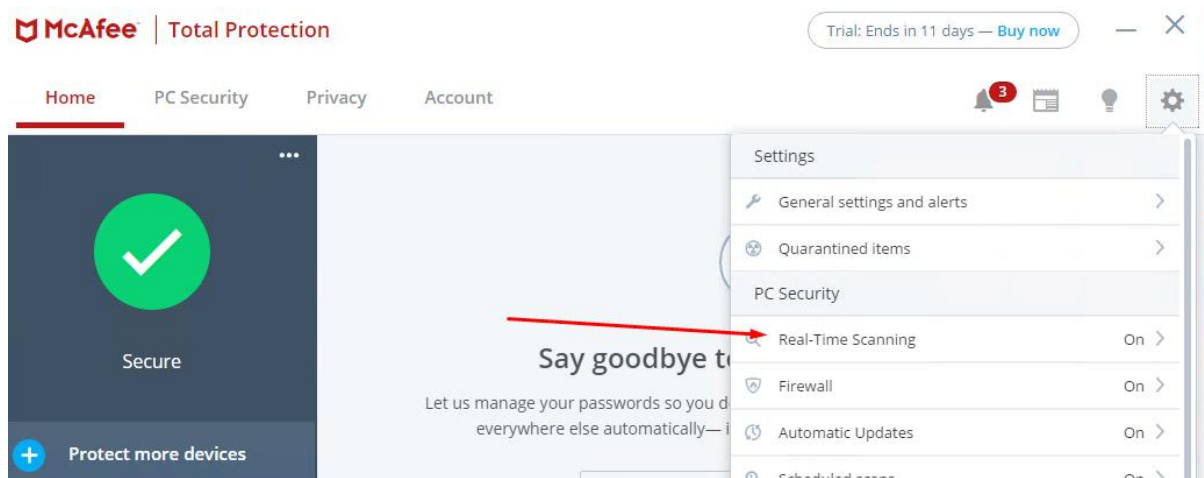 McAfee | Total Protection
Trial: Ends in 11 days — Buy now
Home PC Security Privacy Account
3
Settings
General settings and alerts
Quarantined items
PC Security
Real-Time Scanning On
Firewall On
Automatic Updates On
Secure
Protect more devices
Say goodbye
Let us manage your passwords so you
everywhere else automatically—